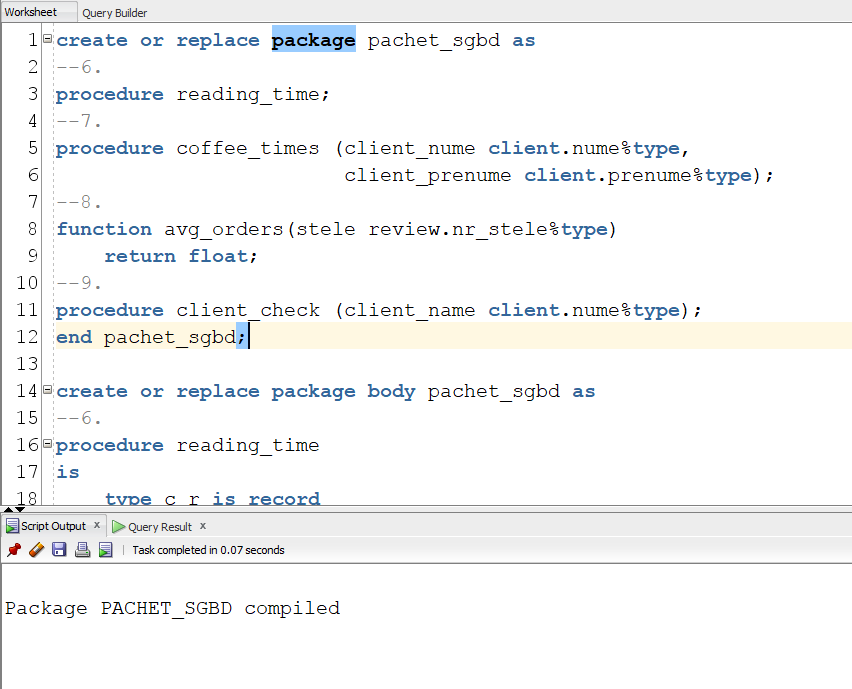 Worksheet Query Builder
1 create or replace package pachet_sgbd as
2 --6.
3 procedure reading_time;
4 --7.
5 procedure coffee_times (client_nume client.nume%type,
6                         client_prenume client.prenume%type);
7 --8.
8 function avg_orders(stele review.nr_stele%type)
9     return float;
10 --9.
11 procedure client_check (client_name client.nume%type);
12 end pachet_sgbd;
13
14 create or replace package body pachet_sgbd as
15 --6.
16 procedure reading_time
17 is
18     type c_r is record
Script Output x Query Result x
Task completed in 0.07 seconds
Package PACHET_SGBD compiled